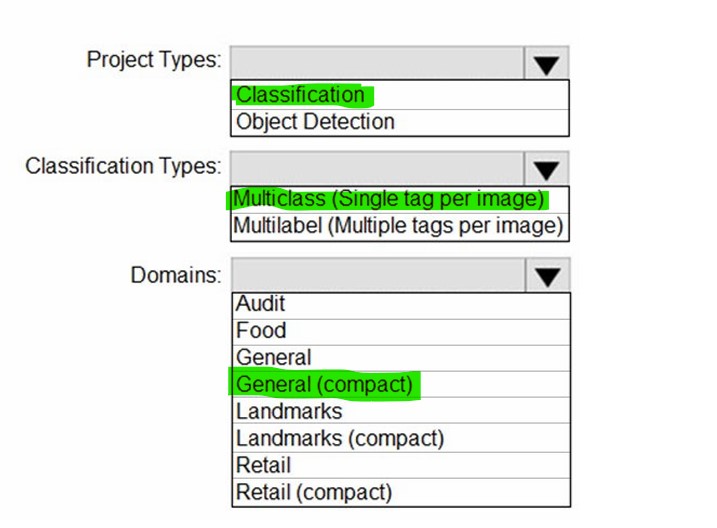 Project Types:
Classification
Object Detection
Classification Types:
Multiclass (Single tag per image)
Multilabel (Multiple tags per image)
Domains:
Audit
Food
General
General (compact)
Landmarks
Landmarks (compact)
Retail
Retail (compact)